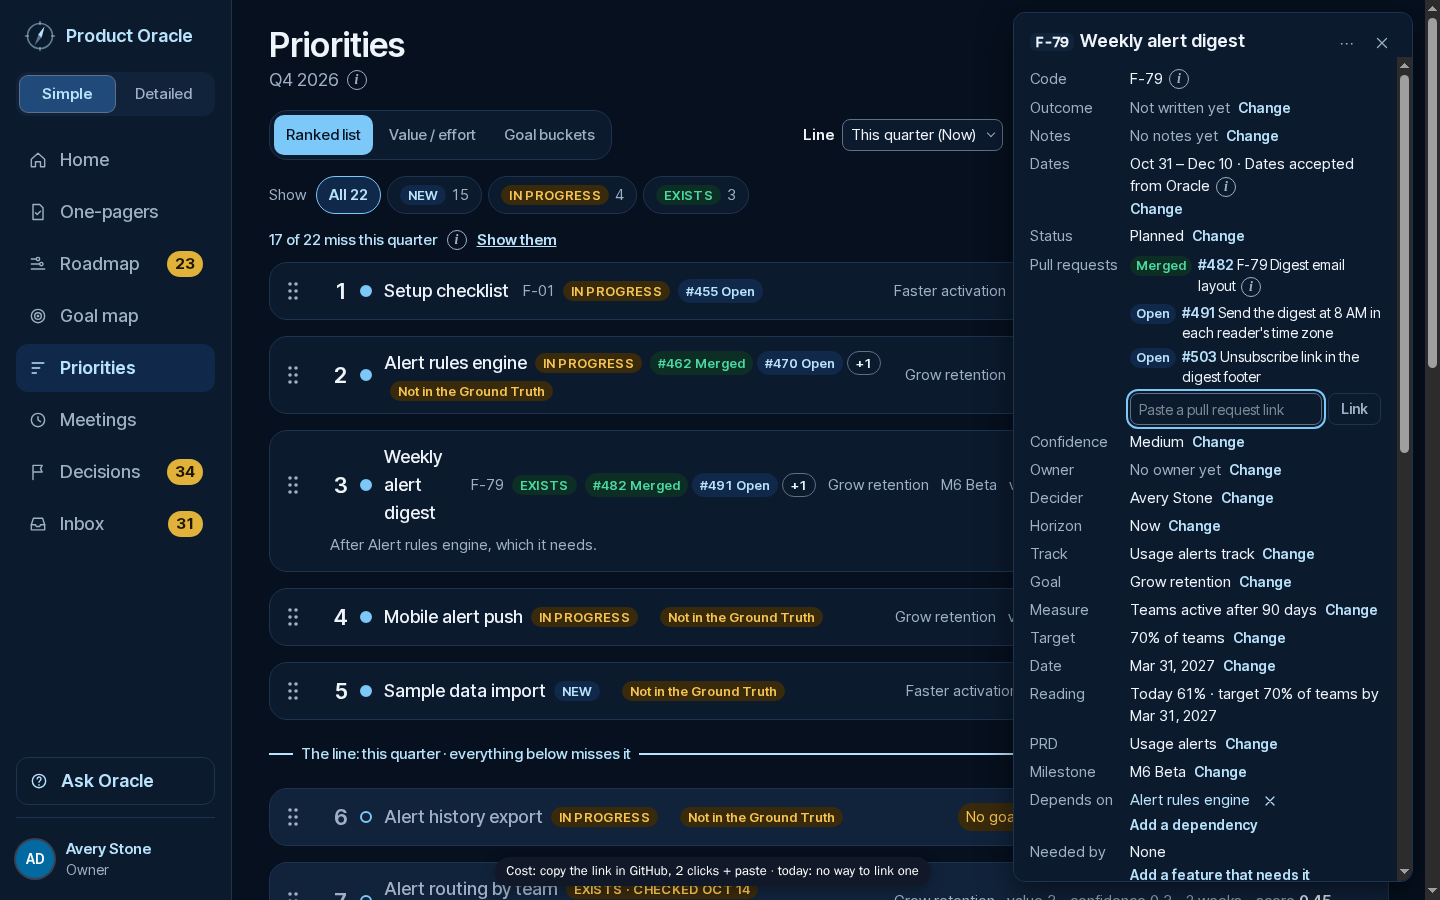 Product Oracle
Simple
Detailed
Home
One-pagers
Roadmap 23
Goal map
Priorities
Meetings
Decisions 34
Inbox 31
Ask Oracle
AD
Avery Stone
Owner
Priorities
Q4 2026 i
Ranked list
Value / effort
Goal buckets
Line This quarter (Now)
Show All 22 NEW 15 IN PROGRESS 4 EXISTS 3
17 of 22 miss this quarter i Show them
1 Setup checklist F-01 IN PROGRESS #455 Open Faster activation
2 Alert rules engine IN PROGRESS #462 Merged #470 Open +1 Grow retention
Not in the Ground Truth
3 Weekly alert digest F-79 EXISTS #482 Merged #491 Open +1 Grow retention M6 Beta
After Alert rules engine, which it needs.
4 Mobile alert push IN PROGRESS Not in the Ground Truth Grow retention
5 Sample data import NEW Not in the Ground Truth Faster activation
The line: this quarter · everything below misses it
6 Alert history export IN PROGRESS Not in the Ground Truth No goa
7 Alert routing by team EXISTS · CHECKED OCT 14
Cost: copy the link in GitHub, 2 clicks + paste · today: no way to link one
F-79 Weekly alert digest ...
Code F-79 i
Outcome Not written yet Change
Notes No notes yet Change
Dates Oct 31 – Dec 10 · Dates accepted
from Oracle i
Change
Status Planned Change
Pull requests Merged #482 F-79 Digest email
layout i
Open #491 Send the digest at 8 AM in
each reader's time zone
Open #503 Unsubscribe link in the
digest footer
Paste a pull request link Link
Confidence Medium Change
Owner No owner yet Change
Decider Avery Stone Change
Horizon Now Change
Track Usage alerts track Change
Goal Grow retention Change
Measure Teams active after 90 days Change
Target 70% of teams Change
Date Mar 31, 2027 Change
Reading Today 61% · target 70% of teams by
Mar 31, 2027
PRD Usage alerts Change
Milestone M6 Beta Change
Depends on Alert rules engine
Add a dependency
Needed by None
Add a feature that needs it